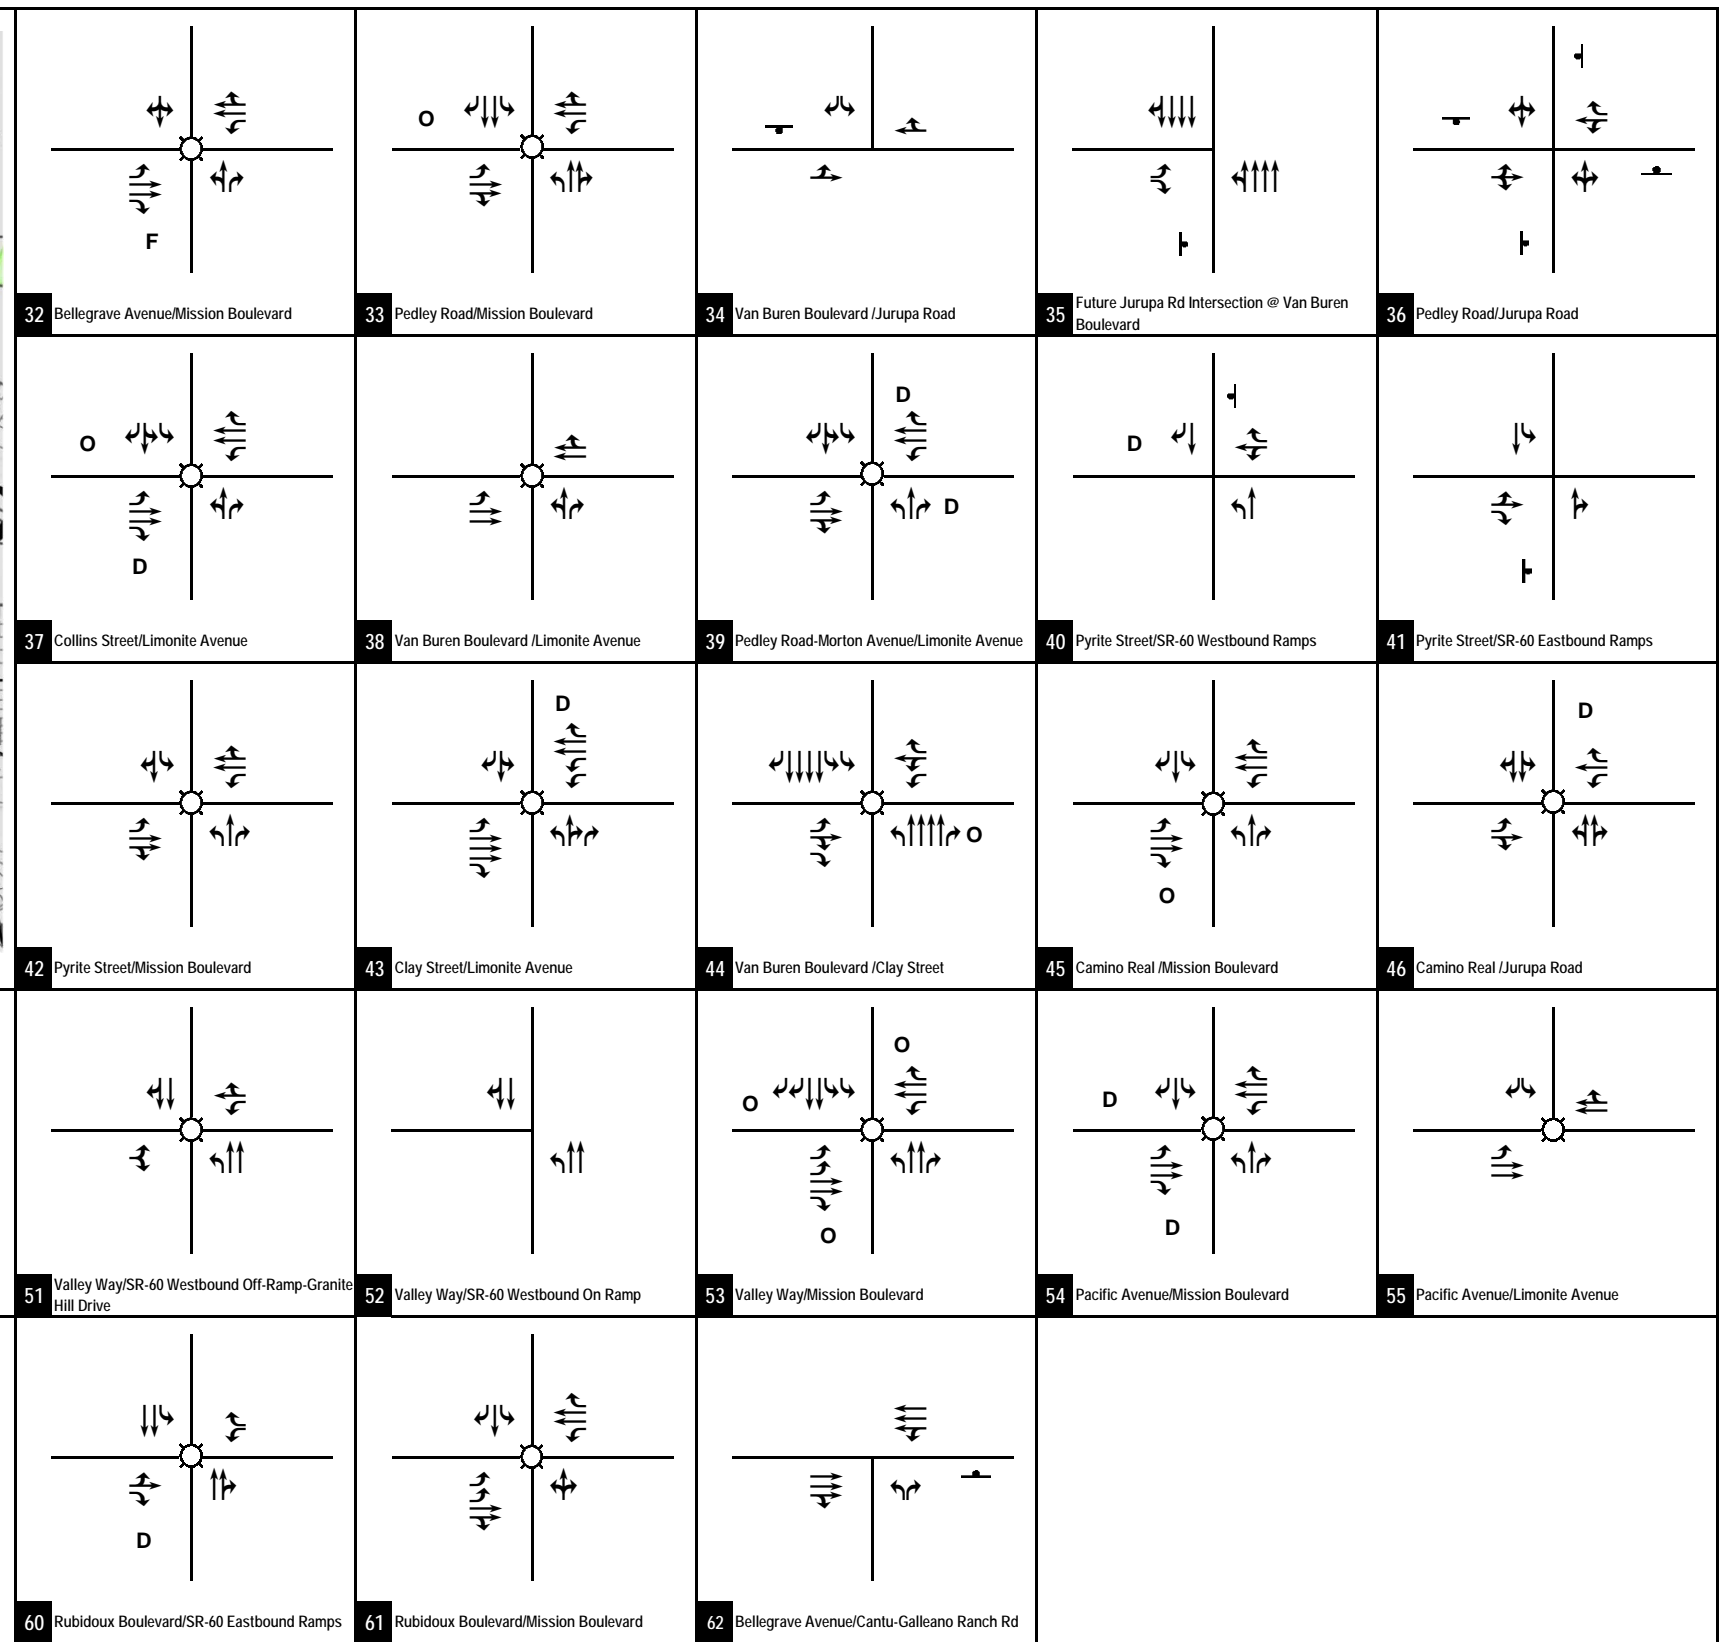 F
32 Bellegrave Avenue/Mission Boulevard
O
33 Pedley Road/Mission Boulevard
34 Van Buren Boulevard /Jurupa Road
35 Future Jurupa Rd Intersection @ Van Buren
Boulevard
36 Pedley Road/Jurupa Road
O
D
37 Collins Street/Limonite Avenue
38 Van Buren Boulevard /Limonite Avenue
D
D
39 Pedley Road-Morton Avenue/Limonite Avenue
D
40 Pyrite Street/SR-60 Westbound Ramps
41 Pyrite Street/SR-60 Eastbound Ramps
42 Pyrite Street/Mission Boulevard
D
43 Clay Street/Limonite Avenue
O
44 Van Buren Boulevard /Clay Street
O
45 Camino Real /Mission Boulevard
D
46 Camino Real /Jurupa Road
51 Valley Way/SR-60 Westbound Off-Ramp-Granite
Hill Drive
52 Valley Way/SR-60 Westbound On Ramp
O
O
O
53 Valley Way/Mission Boulevard
D
D
54 Pacific Avenue/Mission Boulevard
55 Pacific Avenue/Limonite Avenue
D
60 Rubidoux Boulevard/SR-60 Eastbound Ramps
61 Rubidoux Boulevard/Mission Boulevard
62 Bellegrave Avenue/Cantu-Galleano Ranch Rd